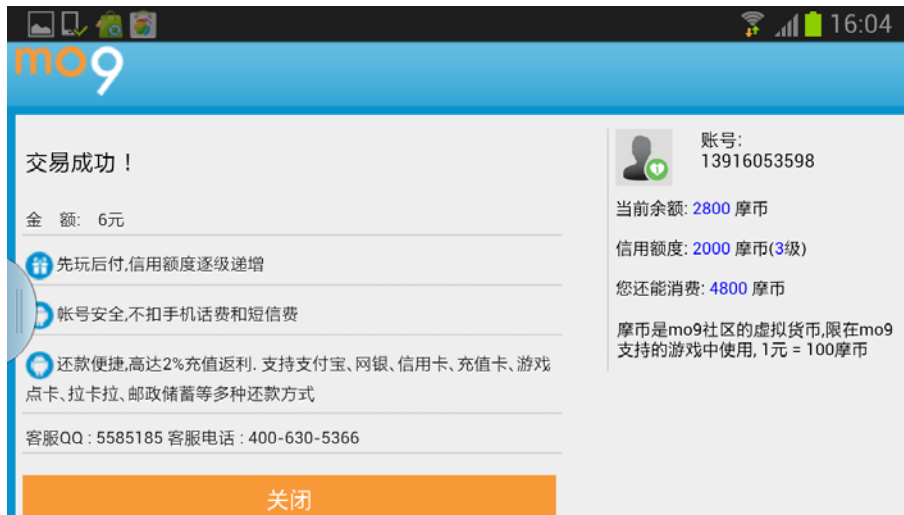 16:04
mo9
交易成功！
金 额: 6元
先玩后付,信用额度逐级递增
帐号安全,不扣手机话费和短信费
还款便捷,高达2%充值返利. 支持支付宝、网银、信用卡、充值卡、游戏
点卡、拉卡拉、邮政储蓄等多种还款方式
客服QQ : 5585185 客服电话 : 400-630-5366
关闭
账号:
13916053598
当前余额: 2800 摩币
信用额度: 2000 摩币(3级)
您还能消费: 4800 摩币
摩币是mo9社区的虚拟货币,限在mo9
支持的游戏中使用, 1元 = 100摩币